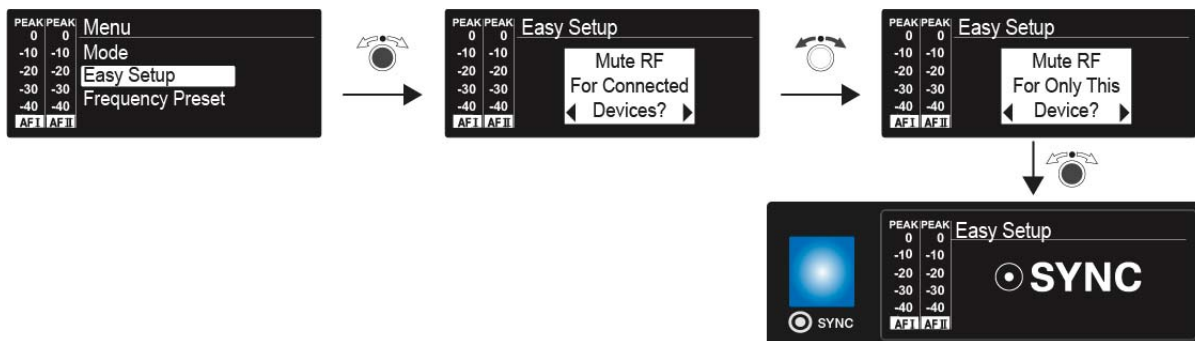 PEAK PEAK Menu
0 0
-10 -10 Mode
-20 -20 Easy Setup
-30 -30 Frequency Preset
-40 -40
AF I AF II
PEAK PEAK Easy Setup
0 0
-10 -10 Mute RF
-20 -20 For Connected
-30 -30 Devices?
-40 -40
AF I AF II
PEAK PEAK Easy Setup
0 0
-10 -10 Mute RF
-20 -20 For Only This
-30 -30 Device?
-40 -40
AF I AF II
SYNC
PEAK PEAK Easy Setup
0 0
-10 -10
-20 -20 SYNC
-30 -30
-40 -40
AF I AF II